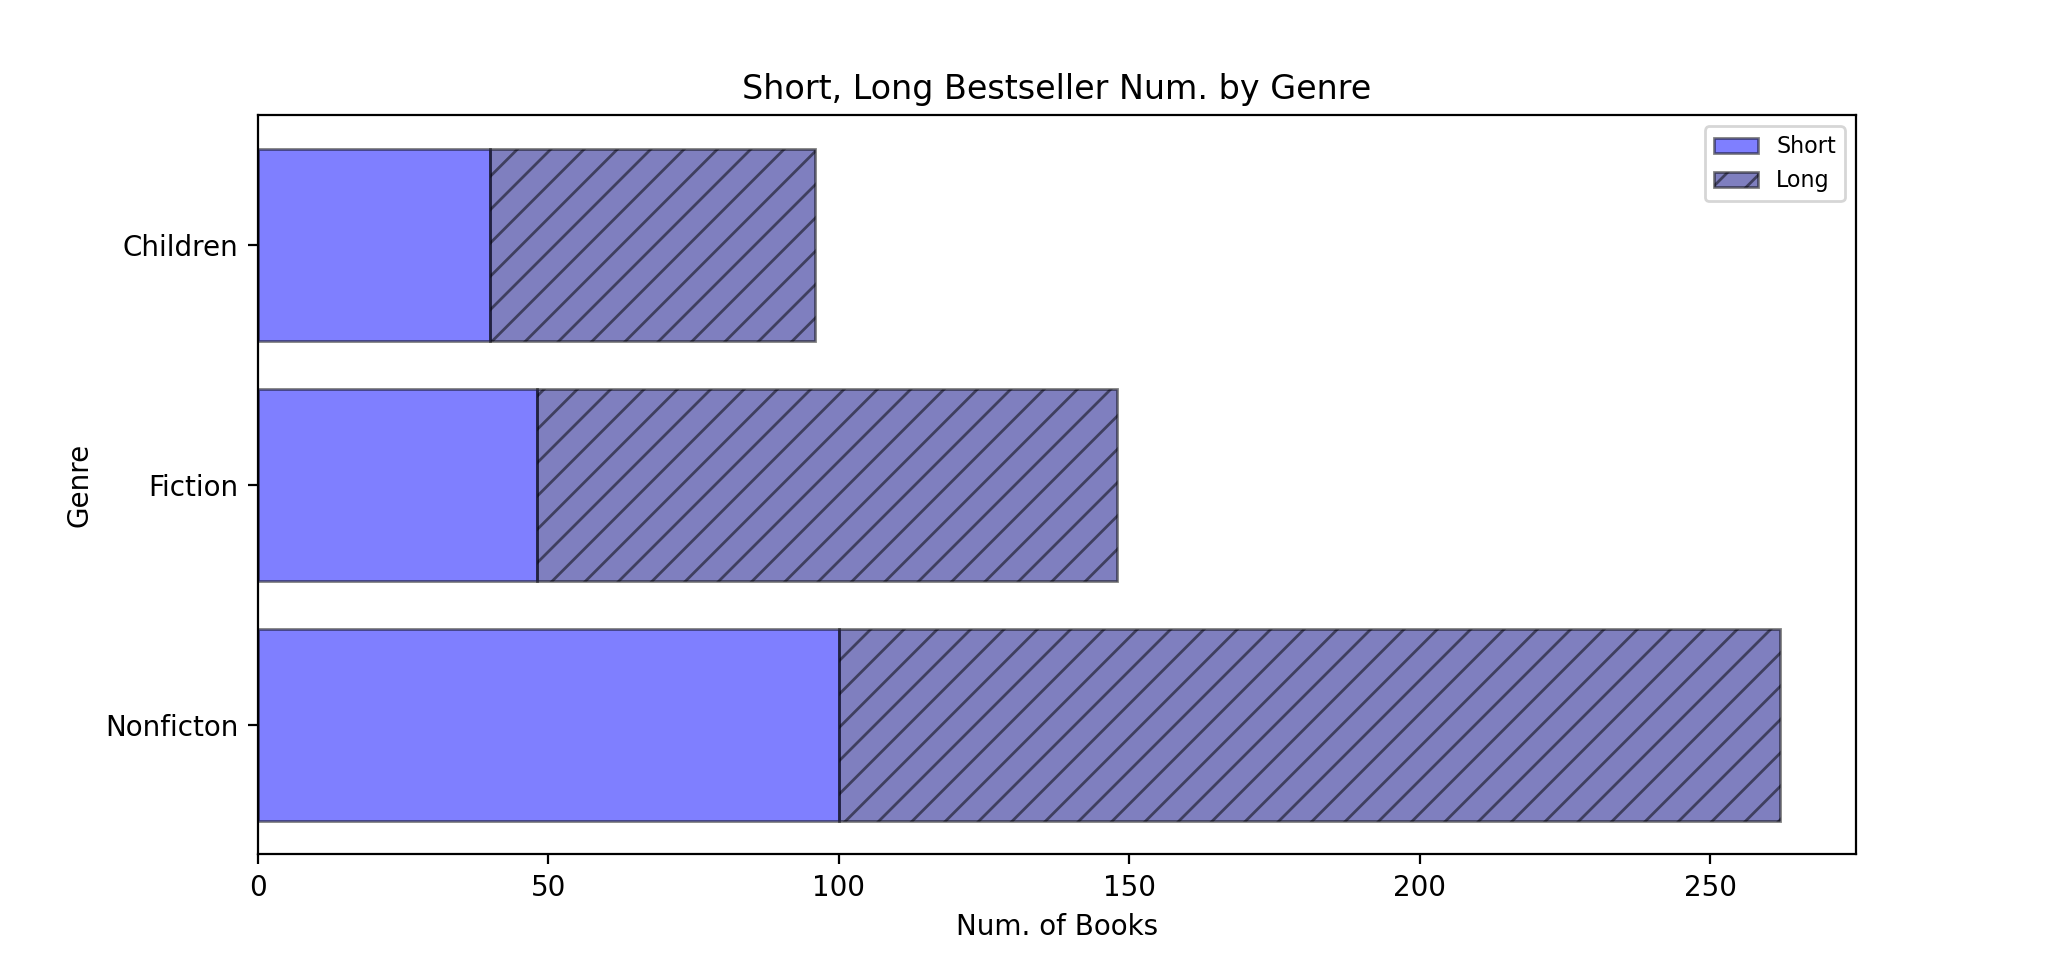 Short, Long Bestseller Num. by Genre
Short
Long
Genre
Children
Fiction
Nonficton
0 50 100 150 200 250
Num. of Books